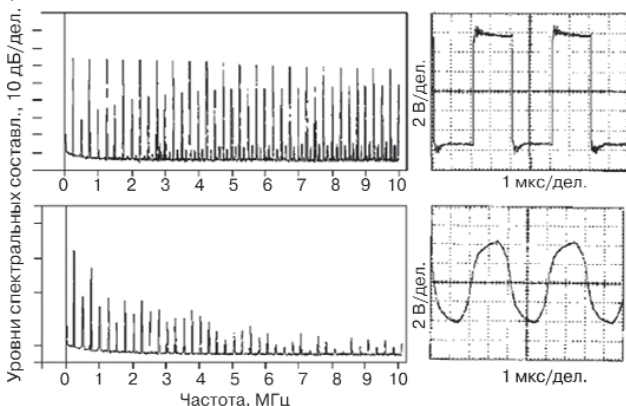 Уровни спектральных составл., 10 дБ/дел.
0 1 2 3 4 5 6 7 8 9 10
2 В/дел.
1 мкс/дел.
0 1 2 3 4 5 6 7 8 9 10
Частота, МГц
2 В/дел.
1 мкс/дел.